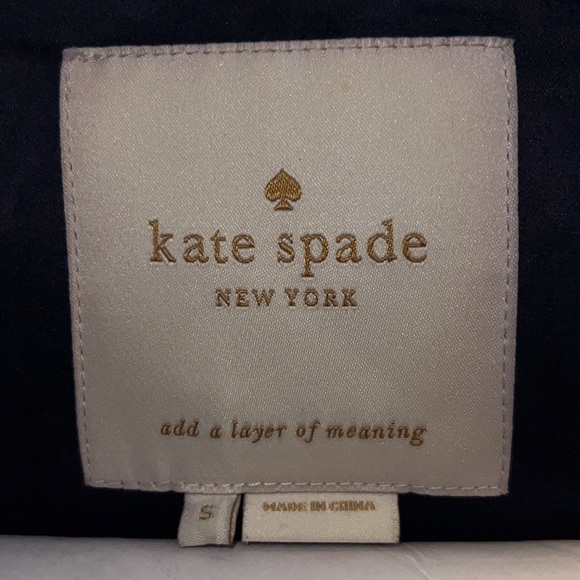 kate spade
NEW YORK
add a layer of meaning
S
MADE IN CHINA